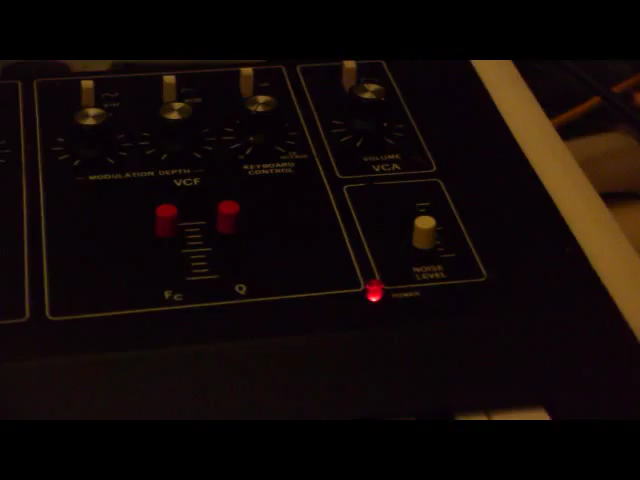 MODULATION DEPTH
VCF
KEYBOARD
CONTROL
VOLUME
VCA
FC
Q
NOISE
LEVEL
POWER